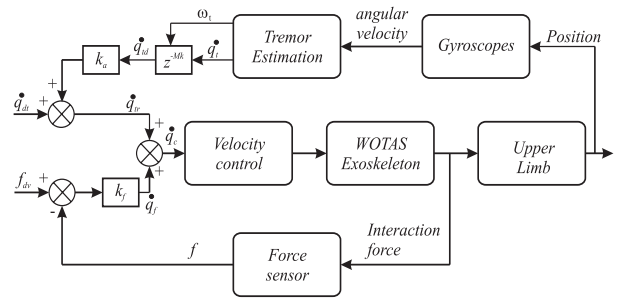 ω_t
Tremor Estimation
angular velocity
Gyroscopes
Position
k_a
q̇_td
z^-Mk
q̇_t
+
q̇_dt
+
q̇_tr
+
q̇_c
Velocity control
WOTAS Exoskeleton
Upper Limb
f_dv
+
k_f
+
q̇_f
-
f
Force sensor
Interaction force